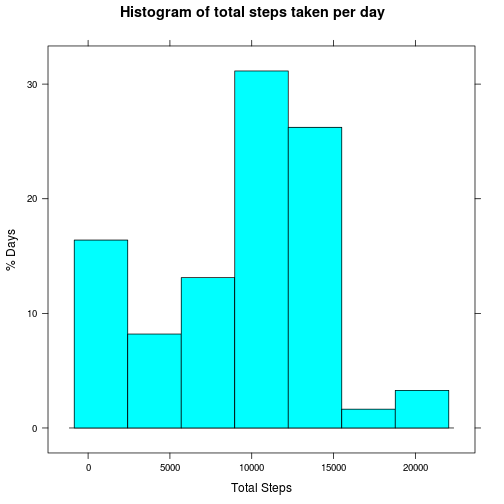 Histogram of total steps taken per day
30
20
10
0
% Days
0 5000 10000 15000 20000
Total Steps